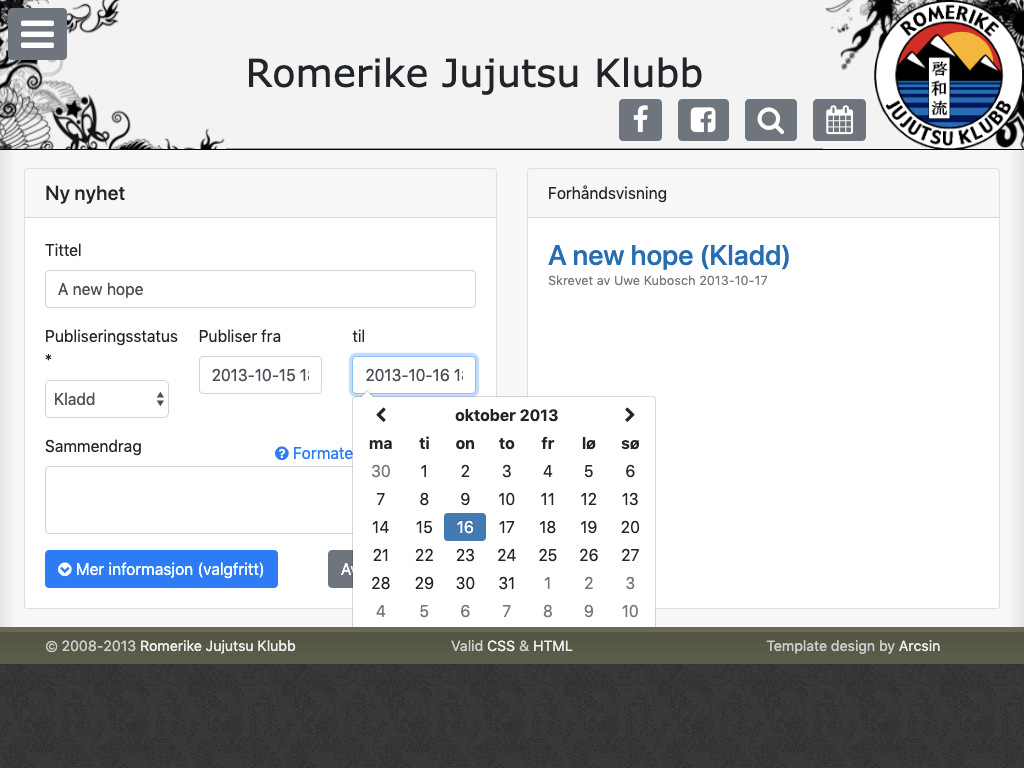 Romerike Jujutsu Klubb
ROMERIKE
啓和流
JUJUTSU KLUBB
Ny nyhet
Tittel
A new hope
Publiseringsstatus
*
Publiser fra
til
Kladd
2013-10-15 1
2013-10-16 1
Sammendrag
Formate
Mer informasjon (valgfritt)
oktober 2013
ma ti on to fr lø sø
30 1 2 3 4 5 6
7 8 9 10 11 12 13
14 15 16 17 18 19 20
21 22 23 24 25 26 27
28 29 30 31 1 2 3
4 5 6 7 8 9 10
Forhåndsvisning
A new hope (Kladd)
Skrevet av Uwe Kubosch 2013-10-17
© 2008-2013 Romerike Jujutsu Klubb
Valid CSS & HTML
Template design by Arcsin